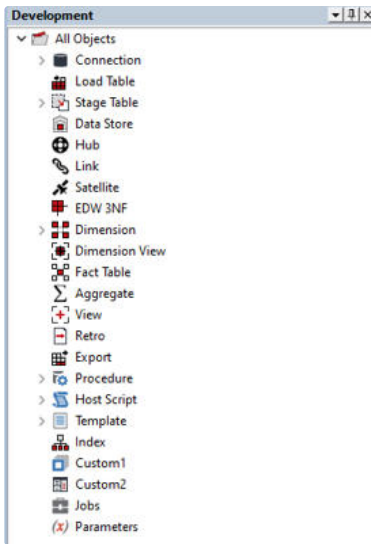 Development
All Objects
Connection
Load Table
Stage Table
Data Store
Hub
Link
Satellite
EDW 3NF
Dimension
Dimension View
Fact Table
Aggregate
View
Retro
Export
Procedure
Host Script
Template
Index
Custom1
Custom2
Jobs
(x) Parameters